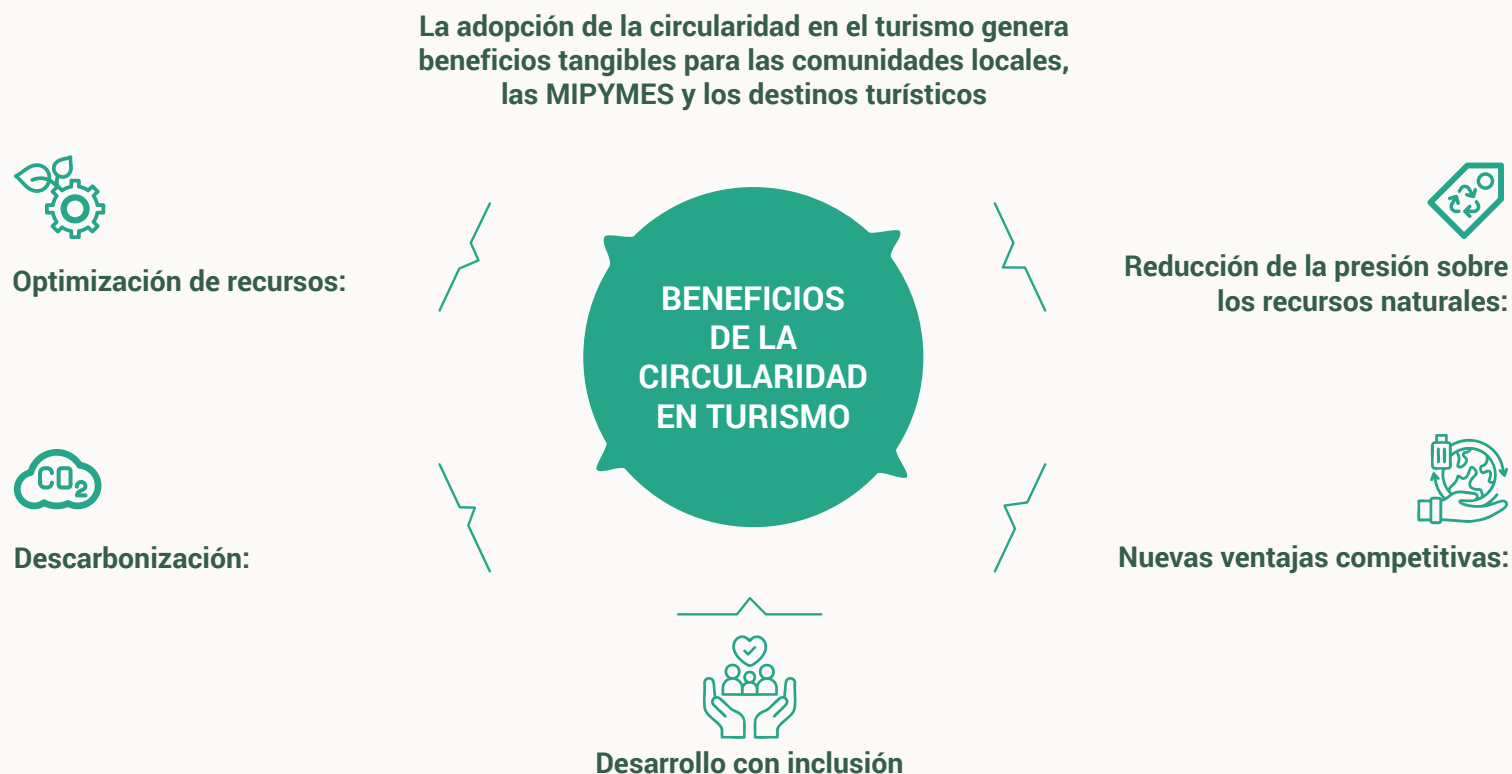 La adopción de la circularidad en el turismo genera
beneficios tangibles para las comunidades locales,
las MIPYMES y los destinos turísticos
Optimización de recursos:
BENEFICIOS
DE LA
CIRCULARIDAD
EN TURISMO
Reducción de la presión sobre
los recursos naturales:
CO2
Descarbonización:
Nuevas ventajas competitivas:
Desarrollo con inclusión